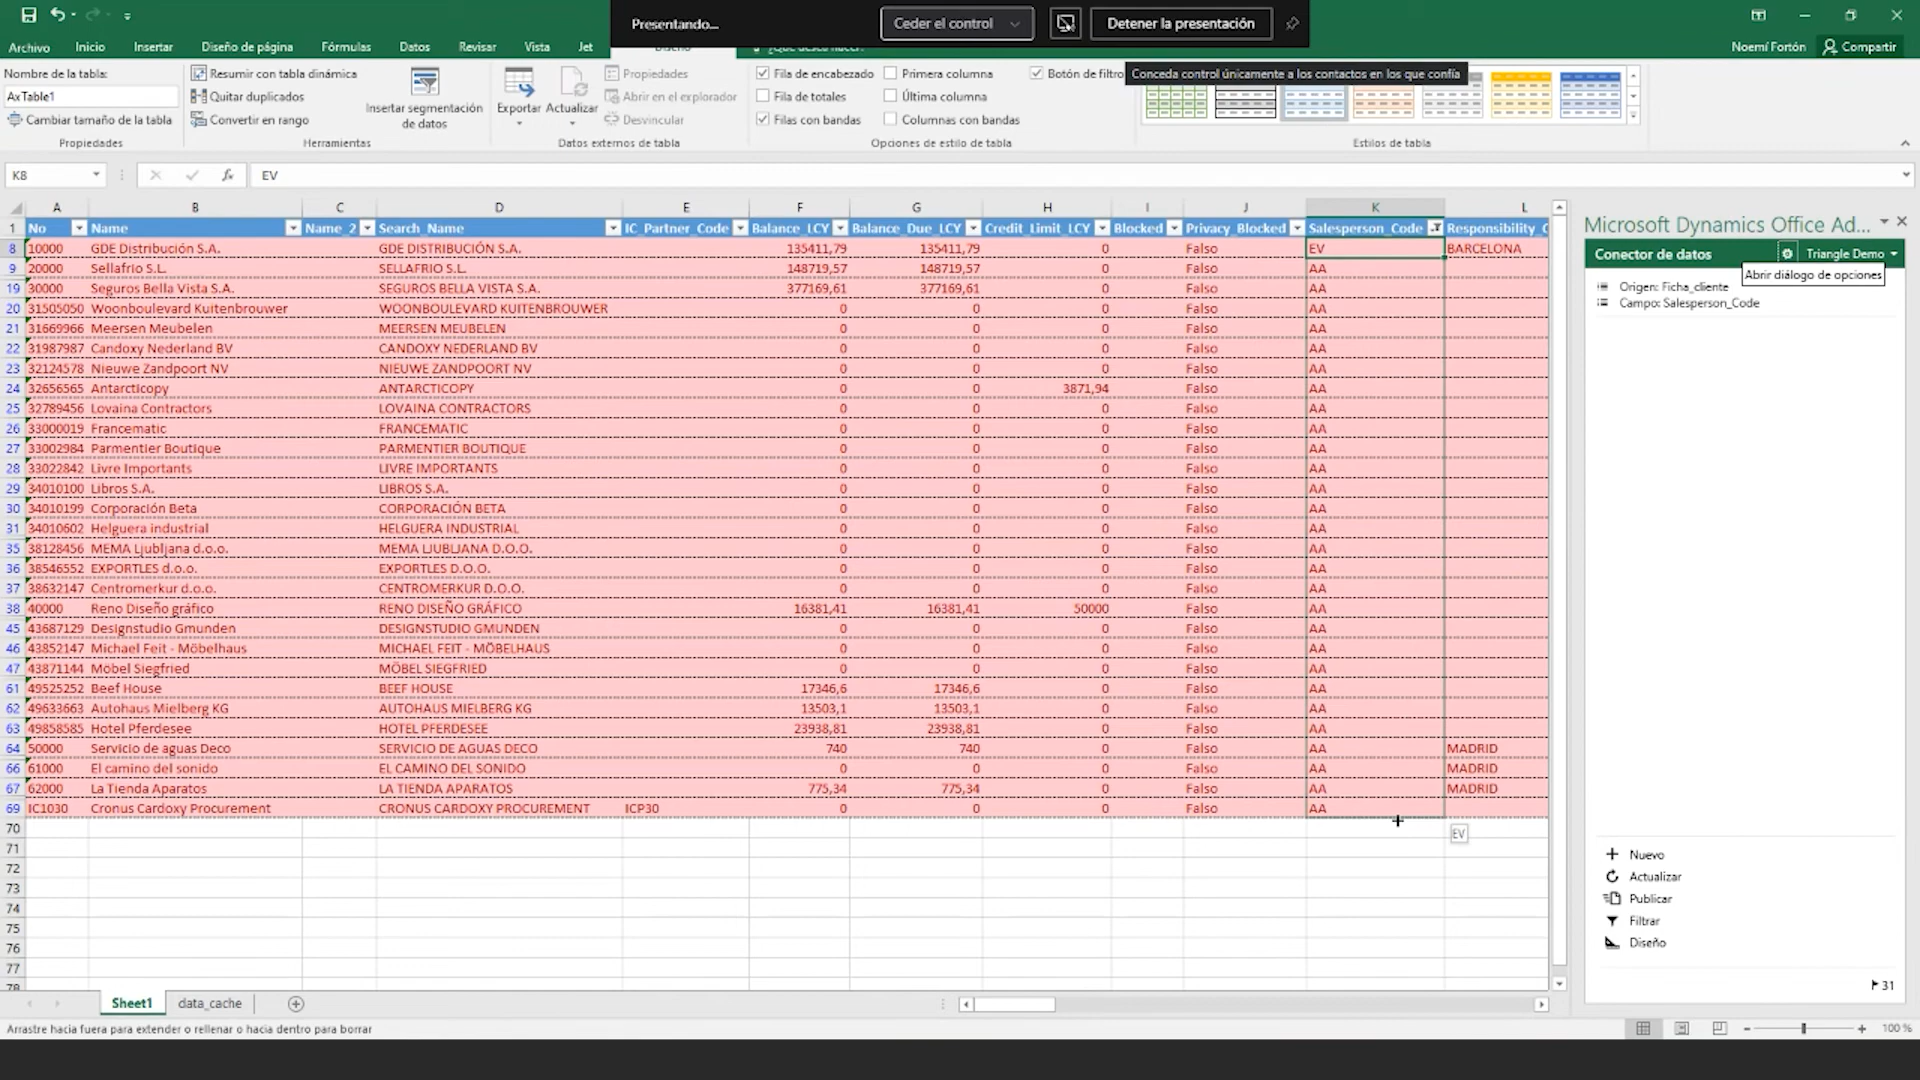 Presentando...
Ceder el control
Detener la presentación
Archivo Inicio Insertar Diseño de página Fórmulas Datos Revisar Vista Jet Diseño ¿Qué desea hacer?
Noemí Fortón Compartir
Conceda control únicamente a los contactos en los que confía
Nombre de la tabla:
AxTable1
Cambiar tamaño de la tabla
Propiedades
Resumir con tabla dinámica
Quitar duplicados
Convertir en rango
Insertar segmentación
de datos
Herramientas
Exportar Actualizar
Propiedades
Abrir en el explorador
Desvincular
Datos externos de tabla
Fila de encabezado Primera columna Botón de filtro
Fila de totales Última columna
Filas con bandas Columnas con bandas
Opciones de estilo de tabla
Estilos de tabla
K8 fx EV
A B C D E F G H I J K L
1 No Name Name_2 Search_Name IC_Partner_Code Balance_LCY Balance_Due_LCY Credit_Limit_LCY Blocked Privacy_Blocked Salesperson_Code Responsibility_C
8 10000 GDE Distribución S.A. GDE DISTRIBUCIÓN S.A. 135411,79 135411,79 0 Falso EV BARCELONA
9 20000 Sellafrio S.L. SELLAFRIO S.L. 148719,57 148719,57 0 Falso AA
19 30000 Seguros Bella Vista S.A. SEGUROS BELLA VISTA S.A. 377169,61 377169,61 0 Falso AA
20 31505050 Woonboulevard Kuitenbrouwer WOONBOULEVARD KUITENBROUWER 0 0 0 Falso AA
21 31669966 Meersen Meubelen MEERSEN MEUBELEN 0 0 0 Falso AA
22 31987987 Candoxy Nederland BV CANDOXY NEDERLAND BV 0 0 0 Falso AA
23 32124578 Nieuwe Zandpoort NV NIEUWE ZANDPOORT NV 0 0 0 Falso AA
24 32656565 Antarcticopy ANTARCTICOPY 0 0 3871,94 Falso AA
25 32789456 Lovaina Contractors LOVAINA CONTRACTORS 0 0 0 Falso AA
26 33000019 Francematic FRANCEMATIC 0 0 0 Falso AA
27 33002984 Parmentier Boutique PARMENTIER BOUTIQUE 0 0 0 Falso AA
28 33022842 Livre Importants LIVRE IMPORTANTS 0 0 0 Falso AA
29 34010100 Libros S.A. LIBROS S.A. 0 0 0 Falso AA
30 34010199 Corporación Beta CORPORACIÓN BETA 0 0 0 Falso AA
31 34010602 Helguera industrial HELGUERA INDUSTRIAL 0 0 0 Falso AA
35 38128456 MEMA Ljubljana d.o.o. MEMA LJUBLJANA D.O.O. 0 0 0 Falso AA
36 38546552 EXPORTLES d.o.o. EXPORTLES D.O.O. 0 0 0 Falso AA
37 38632147 Centromerkur d.o.o. CENTROMERKUR D.O.O. 0 0 0 Falso AA
38 40000 Reno Diseño gráfico RENO DISEÑO GRÁFICO 16381,41 16381,41 50000 Falso AA
45 43687129 Designstudio Gmunden DESIGNSTUDIO GMUNDEN 0 0 0 Falso AA
46 43852147 Michael Feit - Möbelhaus MICHAEL FEIT - MÖBELHAUS 0 0 0 Falso AA
47 43871144 Möbel Siegfried MÖBEL SIEGFRIED 0 0 0 Falso AA
61 49525252 Beef House BEEF HOUSE 17346,6 17346,6 0 Falso AA
62 49633663 Autohaus Mielberg KG AUTOHAUS MIELBERG KG 13503,1 13503,1 0 Falso AA
63 49858585 Hotel Pferdesee HOTEL PFERDESEE 23938,81 23938,81 0 Falso AA
64 50000 Servicio de aguas Deco SERVICIO DE AGUAS DECO 740 740 0 Falso AA MADRID
66 61000 El camino del sonido EL CAMINO DEL SONIDO 0 0 0 Falso AA MADRID
67 62000 La Tienda Aparatos LA TIENDA APARATOS 775,34 775,34 0 Falso AA MADRID
69 IC1030 Cronus Cardoxy Procurement CRONUS CARDOXY PROCUREMENT ICP30 0 0 0 Falso AA
70
71
72
73
74
75
76
77
78
EV
Microsoft Dynamics Office Ad...
Conector de datos Triangle Demo
Abrir diálogo de opciones
Origen: Ficha_cliente
Campo: Salesperson_Code
Nuevo
Actualizar
Publicar
Filtrar
Diseño
31
Sheet1 data_cache
Arrastre hacia fuera para extender o rellenar o hacia dentro para borrar
100 %